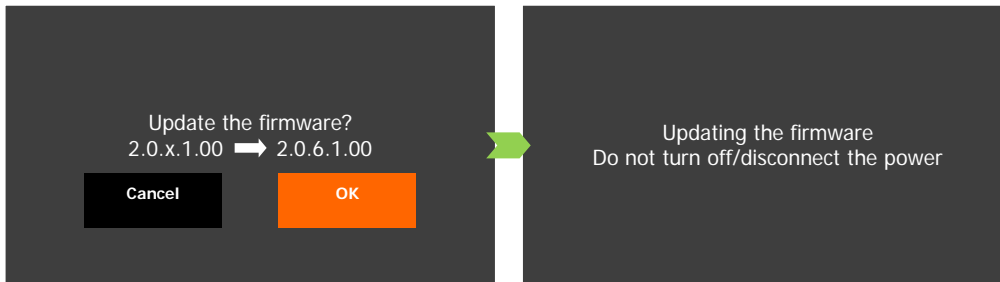 Update the firmware?
2.0.x.1.00 2.0.6.1.00
Cancel OK
Updating the firmware
Do not turn off/disconnect the power